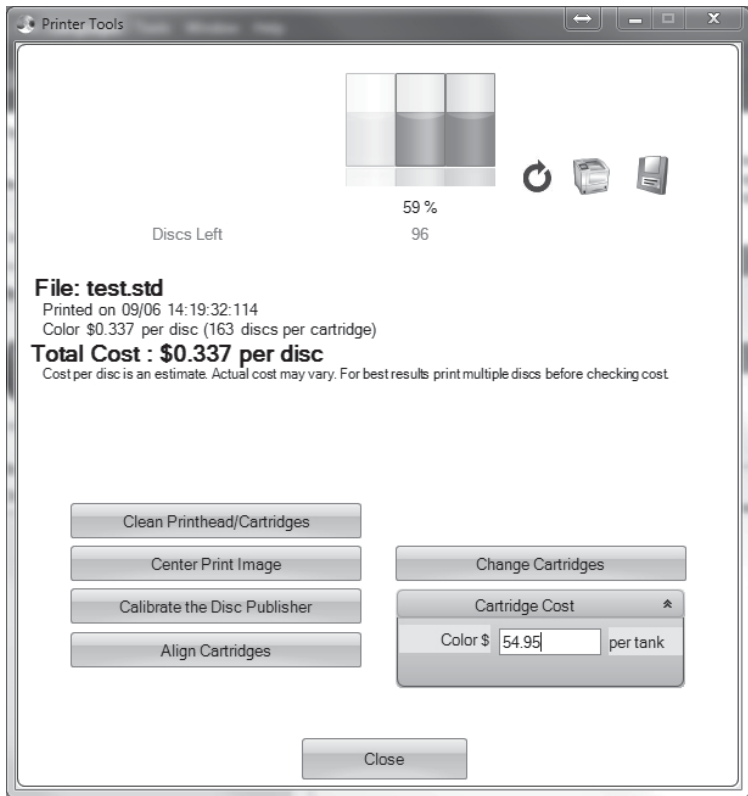 Printer Tools
59 %
Discs Left 96
File: test.std
Printed on 09/06 14:19:32:114
Color $0.337 per disc (163 discs per cartridge)
Total Cost : $0.337 per disc
Cost per disc is an estimate. Actual cost may vary. For best results print multiple discs before checking cost.
Clean Printhead/Cartridges
Center Print Image
Change Cartridges
Calibrate the Disc Publisher
Cartridge Cost
Align Cartridges
Color $ 54.95 per tank
Close